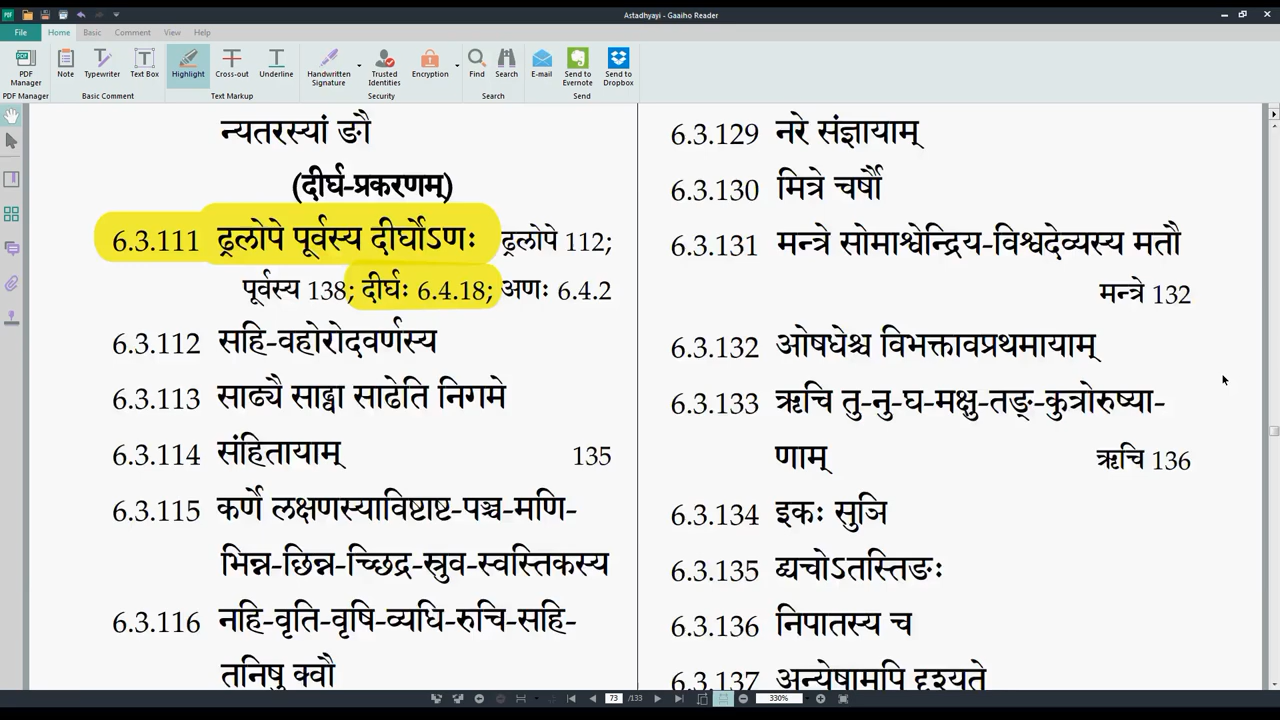 Astadhyayi - Gaaiho Reader
File Home Basic Comment View Help
PDF Manager Note Typewriter Text Box Highlight Cross-out Underline Handwritten Signature Trusted Identities Encryption Find Search E-mail Send to Evernote Send to Dropbox
PDF Manager Basic Comment Text Markup Security Search Send
न्यतरस्यां ङौ
(दीर्घ-प्रकरणम्)
6.3.111 ढ्रलोपे पूर्वस्य दीर्घोऽणः ढ्रलोपे 112;
पूर्वस्य 138; दीर्घः 6.4.18; अणः 6.4.2
6.3.112 सहि-वहोरोदवर्णस्य
6.3.113 साढ्यै साढ्वा साढेति निगमे
6.3.114 संहितायाम् 135
6.3.115 कर्णे लक्षणस्याविष्टाष्ट-पञ्च-मणि-
भिन्न-छिन्न-च्छिद्र-स्रुव-स्वस्तिकस्य
6.3.116 नहि-वृति-वृषि-व्यधि-रुचि-सहि-
तनिषु क्वौ
6.3.129 नरे संज्ञायाम्
6.3.130 मित्रे चर्षौ
6.3.131 मन्त्रे सोमाश्वेन्द्रिय-विश्वदेव्यस्य मतौ
मन्त्रे 132
6.3.132 ओषधेश्च विभक्तावप्रथमायाम्
6.3.133 ऋचि तु-नु-घ-मक्षु-तङ्-कुत्रोरुष्या-
णाम् ऋचि 136
6.3.134 इकः सुञि
6.3.135 द्व्यचोऽतस्तिङः
6.3.136 निपातस्य च
6.3.137 अन्येषामपि दृश्यते
73 /133 330%